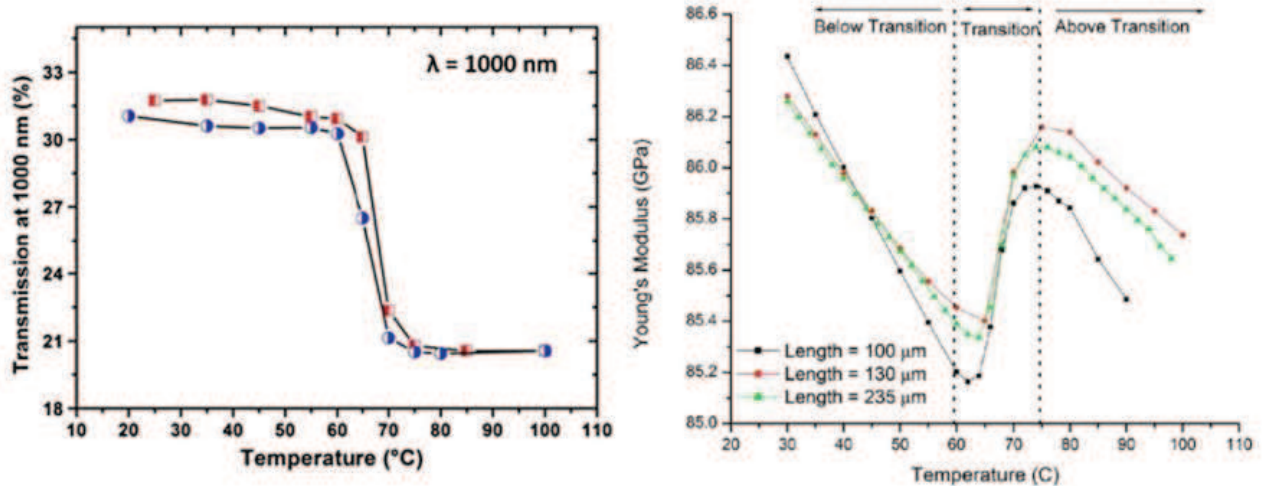 λ = 1000 nm
Transmission at 1000 nm (%)
33
30
27
24
21
18
10 20 30 40 50 60 70 80 90 100 110
Temperature (°C)
Below Transition Transition Above Transition
Young's Modulus (GPa)
86.6
86.4
86.2
86.0
85.8
85.6
85.4
85.2
85.0
Length = 100 μm
Length = 130 μm
Length = 235 μm
20 30 40 50 60 70 80 90 100 110
Temperature (C)